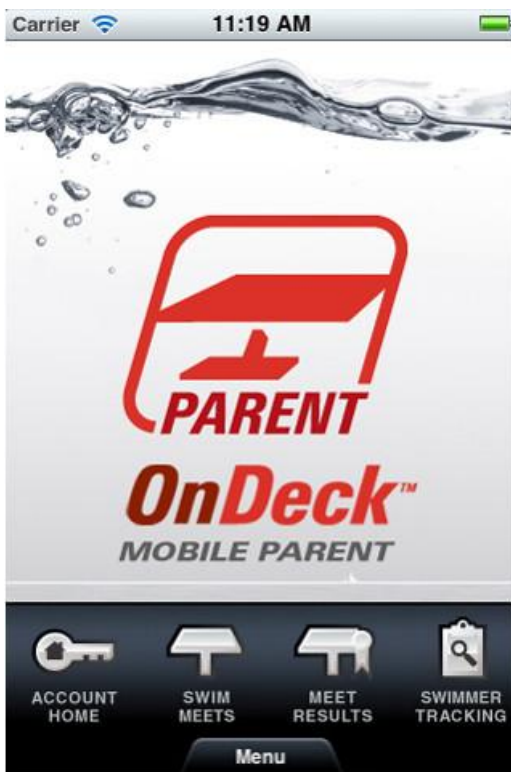 Carrier 11:19 AM
PARENT
OnDeck™
MOBILE PARENT
ACCOUNT HOME
SWIM MEETS
MEET RESULTS
SWIMMER TRACKING
Menu